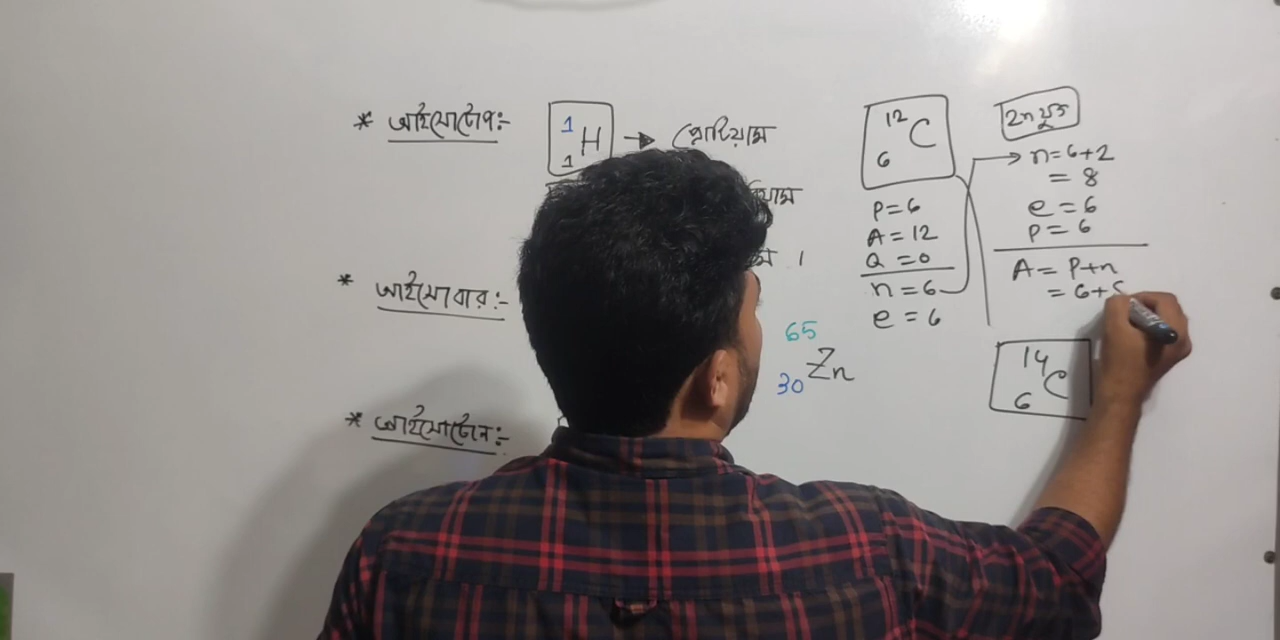 * আইসোটোপ:-
1
1 H → প্রোটিয়াম
* আইসোবার:-
65
30 Zn
* আইসোটোন:-
12
6 C
P=6
A=12
Q=0
n=6
e=6
2n যুক্ত
n=6+2
=8
e=6
P=6
A=P+n
=6+
14
6 C